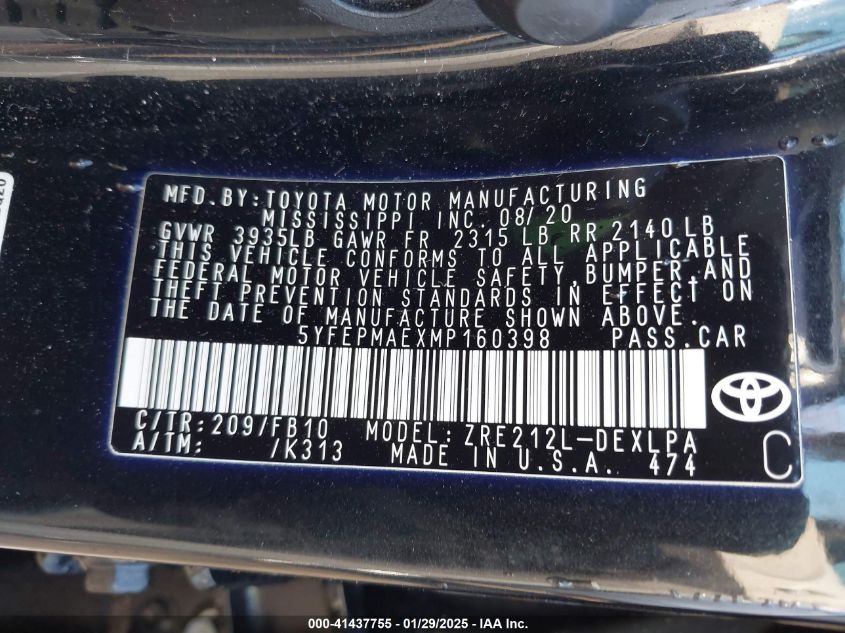 MFD.BY:TOYOTA MOTOR MANUFACTURING
MISSISSIPPI INC. 08/20
GVWR 3935LB GAWR FR 2315 LB RR 2140 LB
THIS VEHICLE CONFORMS TO ALL APPLICABLE
FEDERAL MOTOR VEHICLE SAFETY,BUMPER,AND
THEFT PREVENTION STANDARDS IN EFFECT ON
THE DATE OF MANUFACTURE SHOWN ABOVE.
5YFEPMAEXMP160398 PASS.CAR
C/TR:209/FB10 MODEL:ZRE212L-DEXLPA
A/TM: /K313 MADE IN U.S.A. 474
C
000-41437755 - 01/29/2025 - IAA Inc.